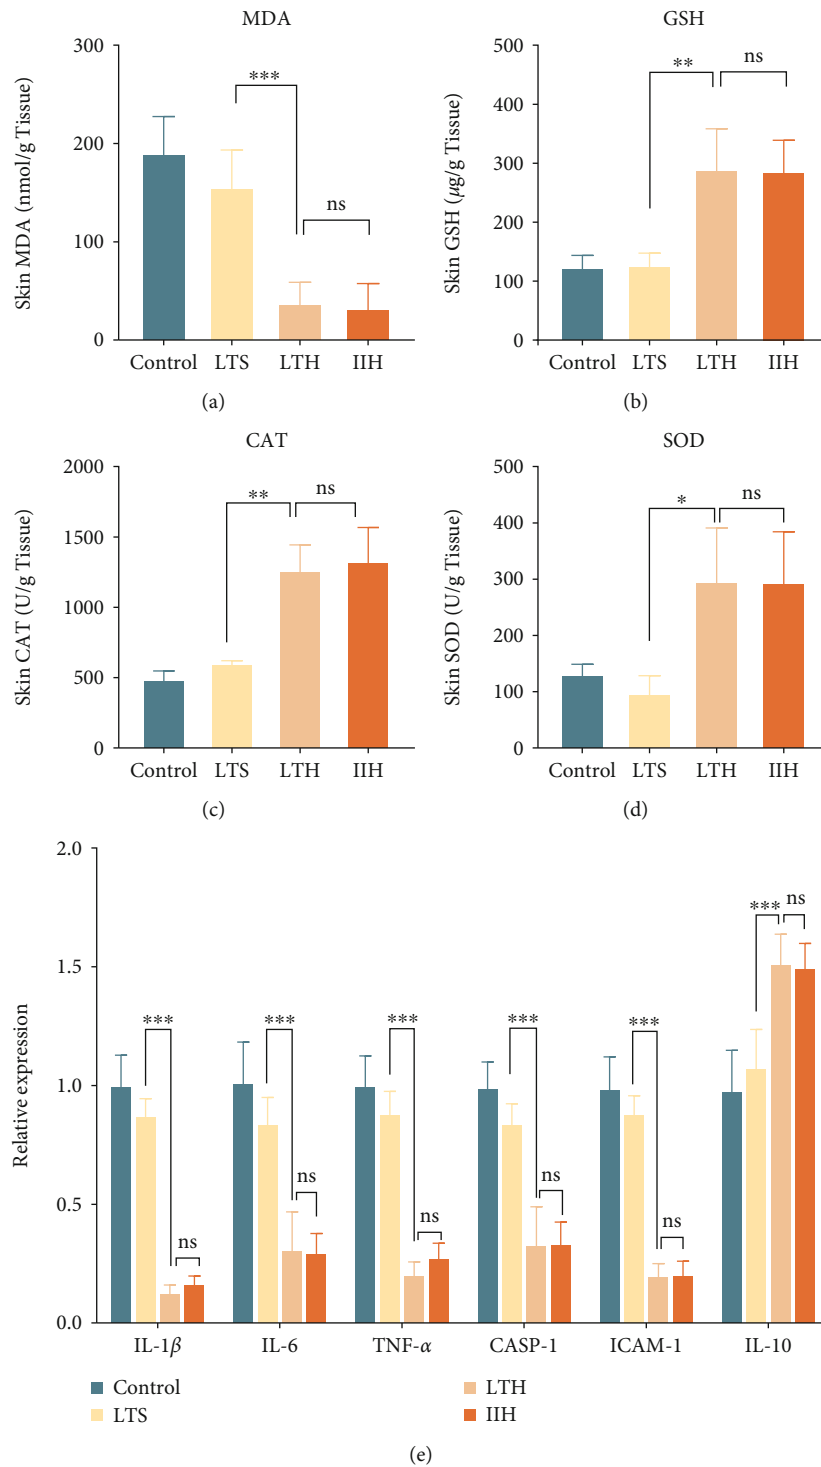 MDA
Skin MDA (nmol/g Tissue)
300
200
100
0
***
ns
Control LTS LTH IIH
(a)
GSH
Skin GSH (μg/g Tissue)
500
400
300
200
100
0
**
ns
Control LTS LTH IIH
(b)
CAT
Skin CAT (U/g Tissue)
2000
1500
1000
500
0
**
ns
Control LTS LTH IIH
(c)
SOD
Skin SOD (U/g Tissue)
500
400
300
200
100
0
*
ns
Control LTS LTH IIH
(d)
Relative expression
2.0
1.5
1.0
0.5
0.0
***
ns
***
ns
***
ns
***
ns
***
ns
***
ns
IL-1β IL-6 TNF-α CASP-1 ICAM-1 IL-10
Control
LTS
LTH
IIH
(e)